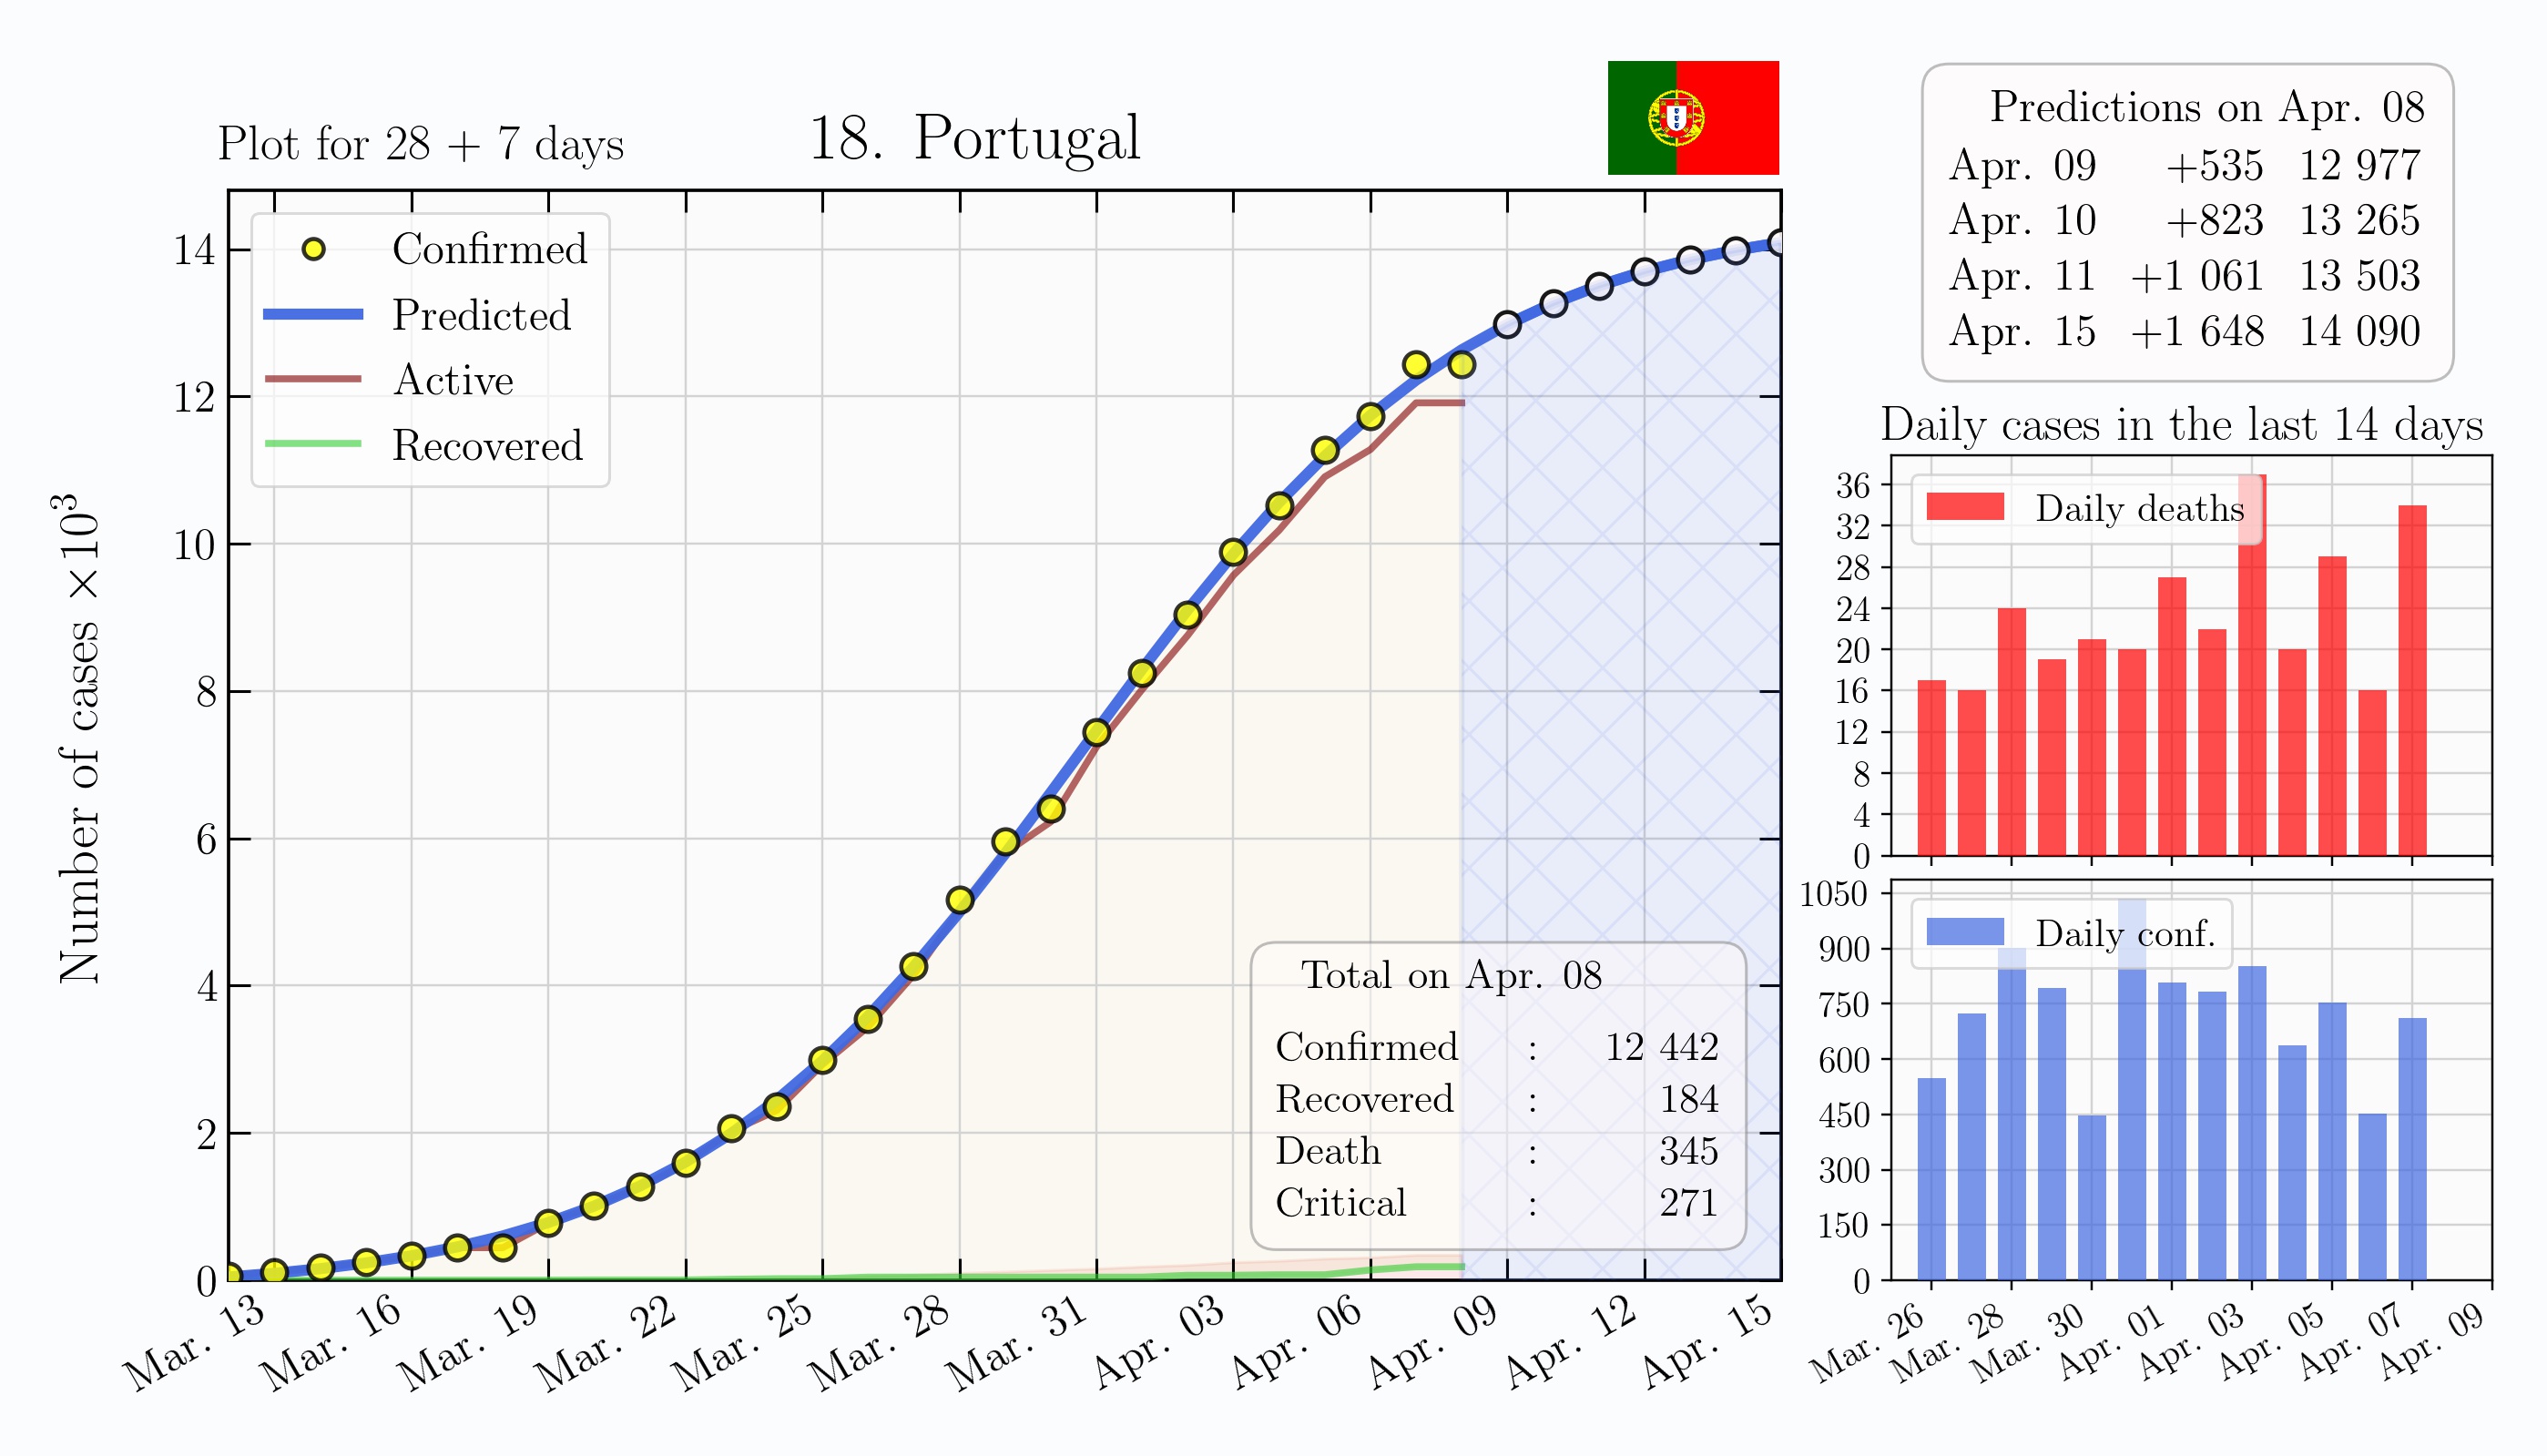 Plot for 28 + 7 days
18. Portugal
Number of cases ×10³
14
12
10
8
6
4
2
0
Confirmed
Predicted
Active
Recovered
Total on Apr. 08
Confirmed : 12 442
Recovered : 184
Death : 345
Critical : 271
Mar. 13
Mar. 16
Mar. 19
Mar. 22
Mar. 25
Mar. 28
Mar. 31
Apr. 03
Apr. 06
Apr. 09
Apr. 12
Apr. 15
Predictions on Apr. 08
Apr. 09 +535 12 977
Apr. 10 +823 13 265
Apr. 11 +1 061 13 503
Apr. 15 +1 648 14 090
Daily cases in the last 14 days
36
32
28
24
20
16
12
8
4
0
Daily deaths
1050
900
750
600
450
300
150
0
Daily conf.
Mar. 26
Mar. 28
Mar. 30
Apr. 01
Apr. 03
Apr. 05
Apr. 07
Apr. 09